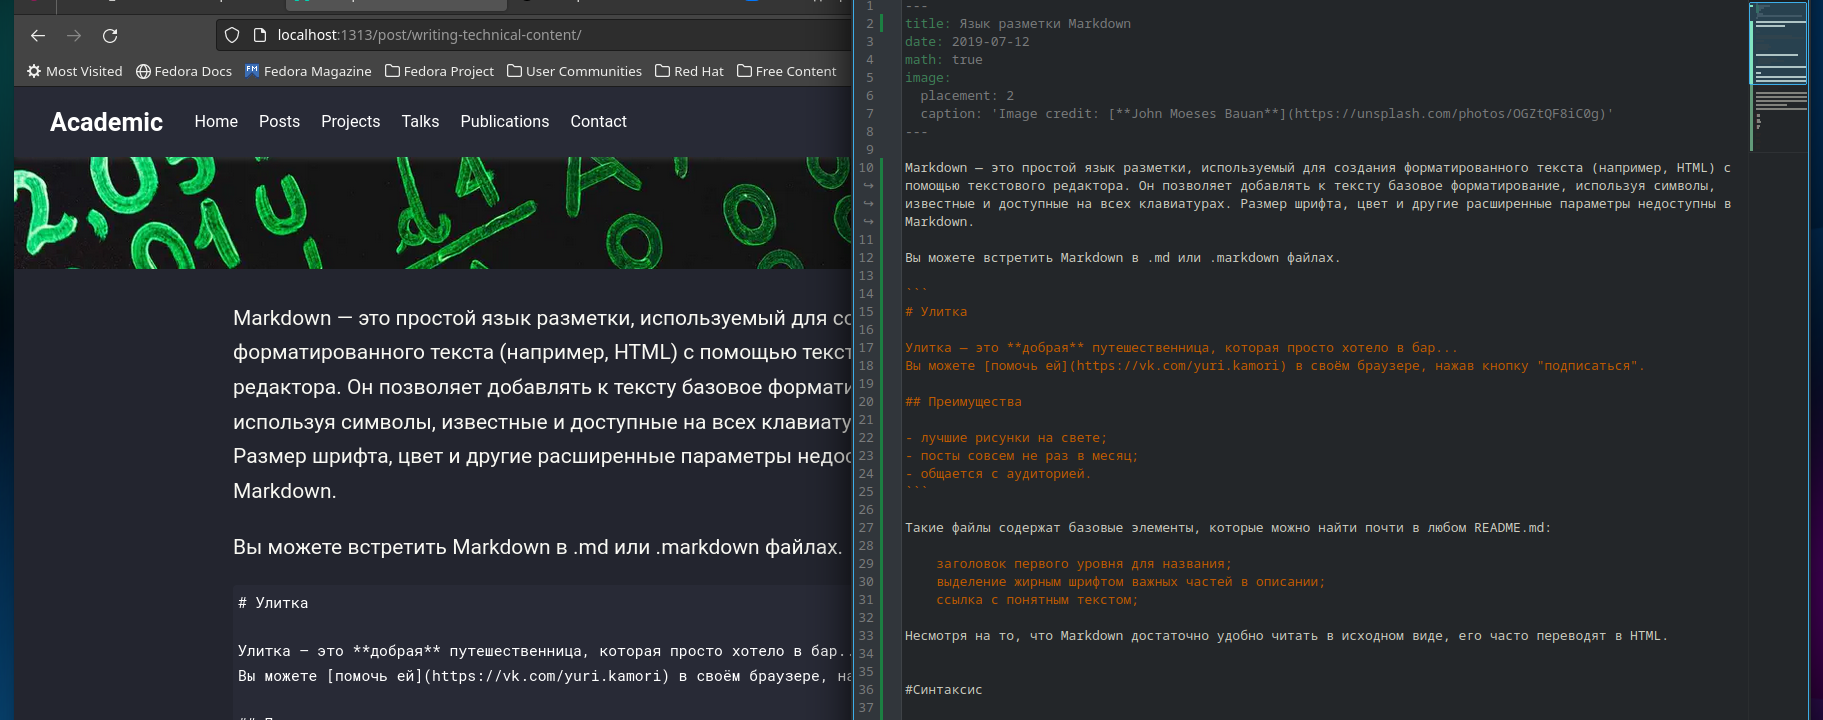 localhost:1313/post/writing-technical-content/
Most Visited Fedora Docs Fedora Magazine Fedora Project User Communities Red Hat Free Content
Academic Home Posts Projects Talks Publications Contact
Markdown — это простой язык разметки, используемый для со
форматированного текста (например, HTML) с помощью текст
редактора. Он позволяет добавлять к тексту базовое формати
используя символы, известные и доступные на всех клавиату
Размер шрифта, цвет и другие расширенные параметры недос
Markdown.
Вы можете встретить Markdown в .md или .markdown файлах.
# Улитка
Улитка — это **добрая** путешественница, которая просто хотело в бар..
Вы можете [помочь ей](https://vk.com/yuri.kamori) в своём браузере, на
1 ---
2 title: Язык разметки Markdown
3 date: 2019-07-12
4 math: true
5 image:
6 placement: 2
7 caption: 'Image credit: [**John Moeses Bauan**](https://unsplash.com/photos/OGZtQF8iC0g)'
8 ---
9
10 Markdown — это простой язык разметки, используемый для создания форматированного текста (например, HTML) с
↪ помощью текстового редактора. Он позволяет добавлять к тексту базовое форматирование, используя символы,
↪ известные и доступные на всех клавиатурах. Размер шрифта, цвет и другие расширенные параметры недоступны в
↪ Markdown.
11
12 Вы можете встретить Markdown в .md или .markdown файлах.
13
14 ```
15 # Улитка
16
17 Улитка — это **добрая** путешественница, которая просто хотело в бар...
18 Вы можете [помочь ей](https://vk.com/yuri.kamori) в своём браузере, нажав кнопку "подписаться".
19
20 ## Преимущества
21
22 - лучшие рисунки на свете;
23 - посты совсем не раз в месяц;
24 - общается с аудиторией.
25 ```
26
27 Такие файлы содержат базовые элементы, которые можно найти почти в любом README.md:
28
29 заголовок первого уровня для названия;
30 выделение жирным шрифтом важных частей в описании;
31 ссылка с понятным текстом;
32
33 Несмотря на то, что Markdown достаточно удобно читать в исходном виде, его часто переводят в HTML.
34
35
36 #Синтаксис
37